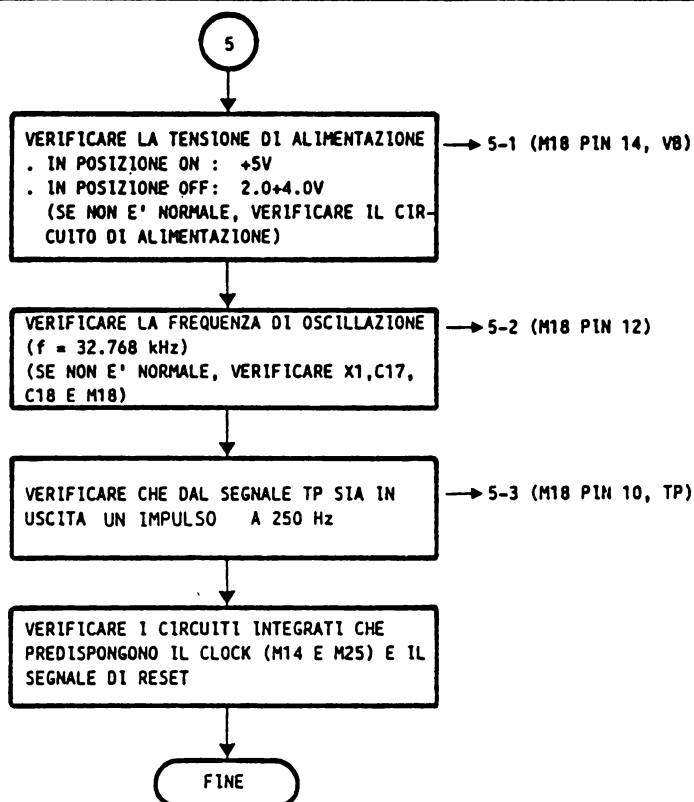 5
VERIFICARE LA TENSIONE DI ALIMENTAZIONE
. IN POSIZIONE ON : +5V
. IN POSIZIONE OFF: 2.0+4.0V
(SE NON E' NORMALE, VERIFICARE IL CIR-
CUITO DI ALIMENTAZIONE)
5-1 (M18 PIN 14, VB)
VERIFICARE LA FREQUENZA DI OSCILLAZIONE
(f = 32.768 kHz)
(SE NON E' NORMALE, VERIFICARE X1,C17,
C18 E M18)
5-2 (M18 PIN 12)
VERIFICARE CHE DAL SEGNALE TP SIA IN
USCITA UN IMPULSO A 250 Hz
5-3 (M18 PIN 10, TP)
VERIFICARE I CIRCUITI INTEGRATI CHE
PREDISPONGONO IL CLOCK (M14 E M25) E IL
SEGNALE DI RESET
FINE